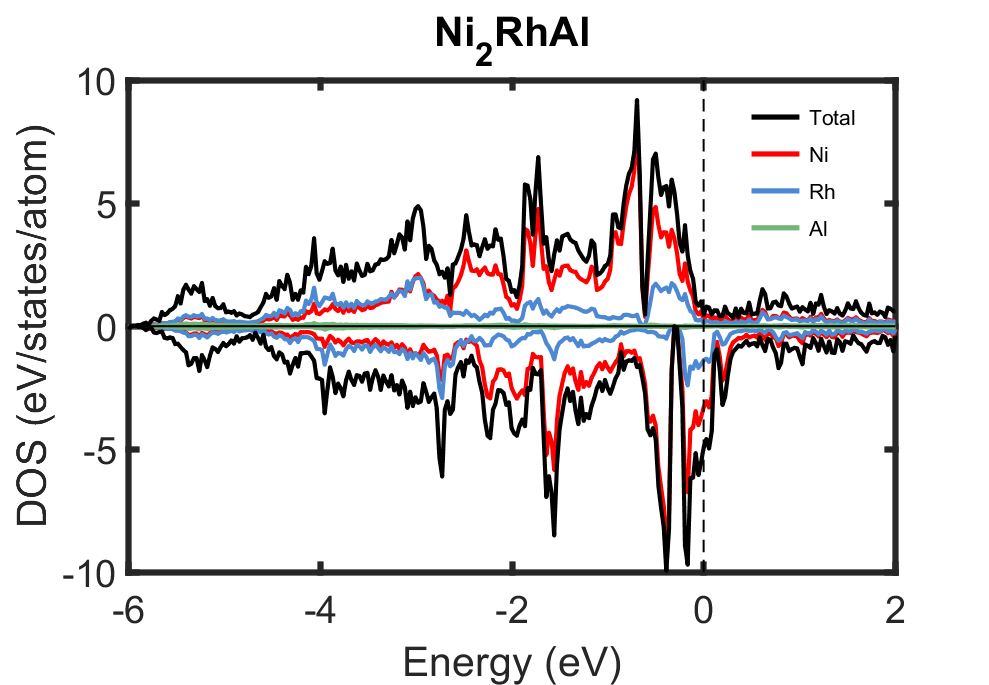 Ni₂RhAl
DOS (eV/states/atom)
10
5
0
-5
-10
Total
Ni
Rh
Al
-6 -4 -2 0 2
Energy (eV)